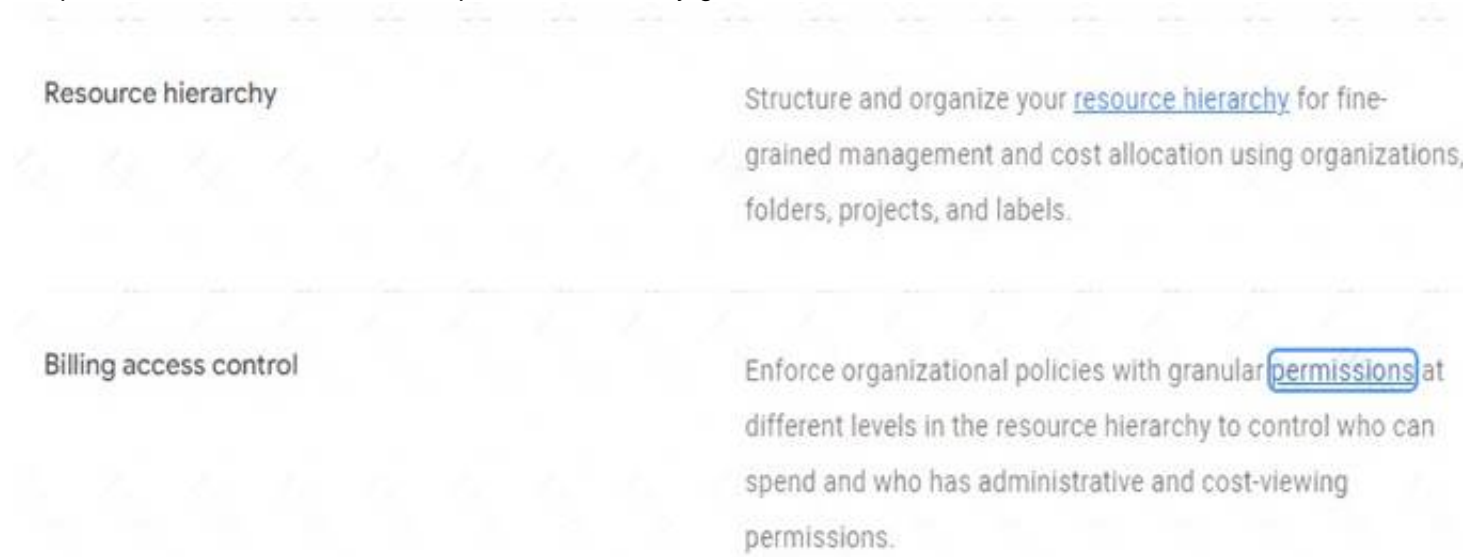 Resource hierarchy
Structure and organize your resource hierarchy for fine-
grained management and cost allocation using organizations,
folders, projects, and labels.
Billing access control
Enforce organizational policies with granular permissions at
different levels in the resource hierarchy to control who can
spend and who has administrative and cost-viewing
permissions.